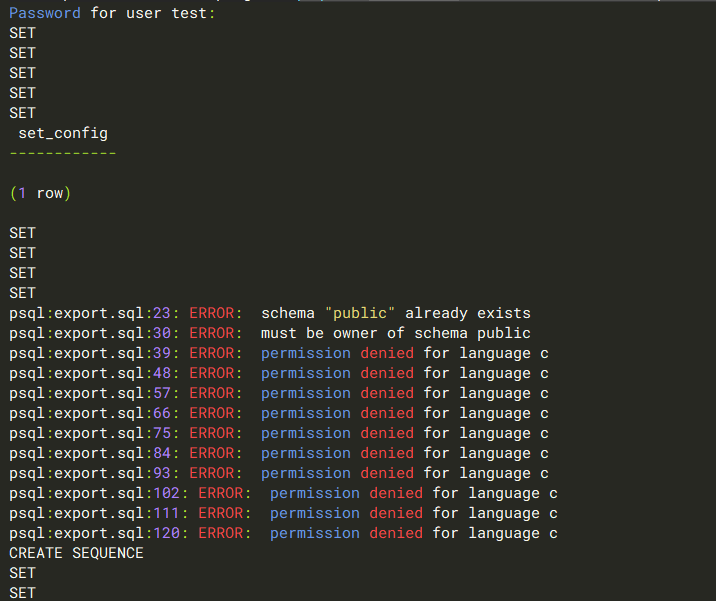 Password for user test:
SET
SET
SET
SET
SET
set_config
------------
(1 row)
SET
SET
SET
SET
psql:export.sql:23: ERROR:  schema "public" already exists
psql:export.sql:30: ERROR:  must be owner of schema public
psql:export.sql:39: ERROR:  permission denied for language c
psql:export.sql:48: ERROR:  permission denied for language c
psql:export.sql:57: ERROR:  permission denied for language c
psql:export.sql:66: ERROR:  permission denied for language c
psql:export.sql:75: ERROR:  permission denied for language c
psql:export.sql:84: ERROR:  permission denied for language c
psql:export.sql:93: ERROR:  permission denied for language c
psql:export.sql:102: ERROR:  permission denied for language c
psql:export.sql:111: ERROR:  permission denied for language c
psql:export.sql:120: ERROR:  permission denied for language c
CREATE SEQUENCE
SET
SET